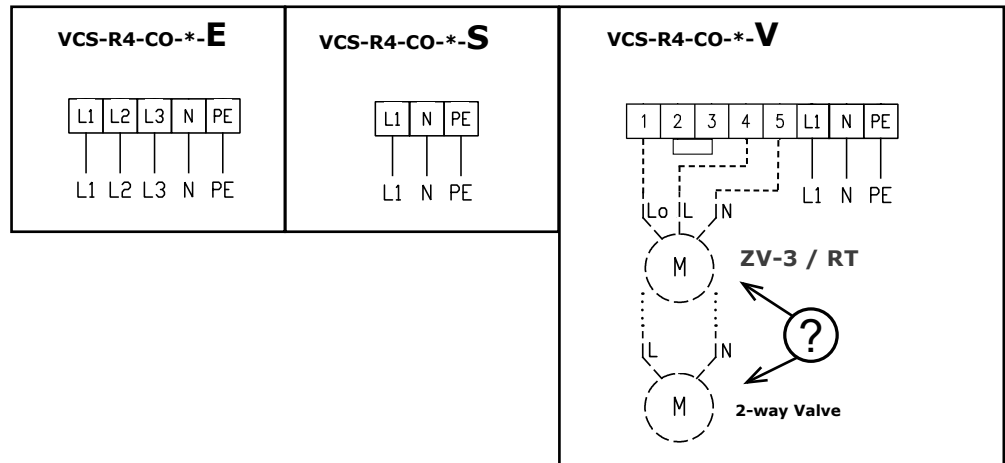 VCS-R4-CO-*-E
L1 L2 L3 N PE
L1 L2 L3 N PE
VCS-R4-CO-*-S
L1 N PE
L1 N PE
VCS-R4-CO-*-V
1 2 3 4 5 L1 N PE
L1 N PE
Lo L N
M
ZV-3 / RT
?
L N
M
2-way Valve